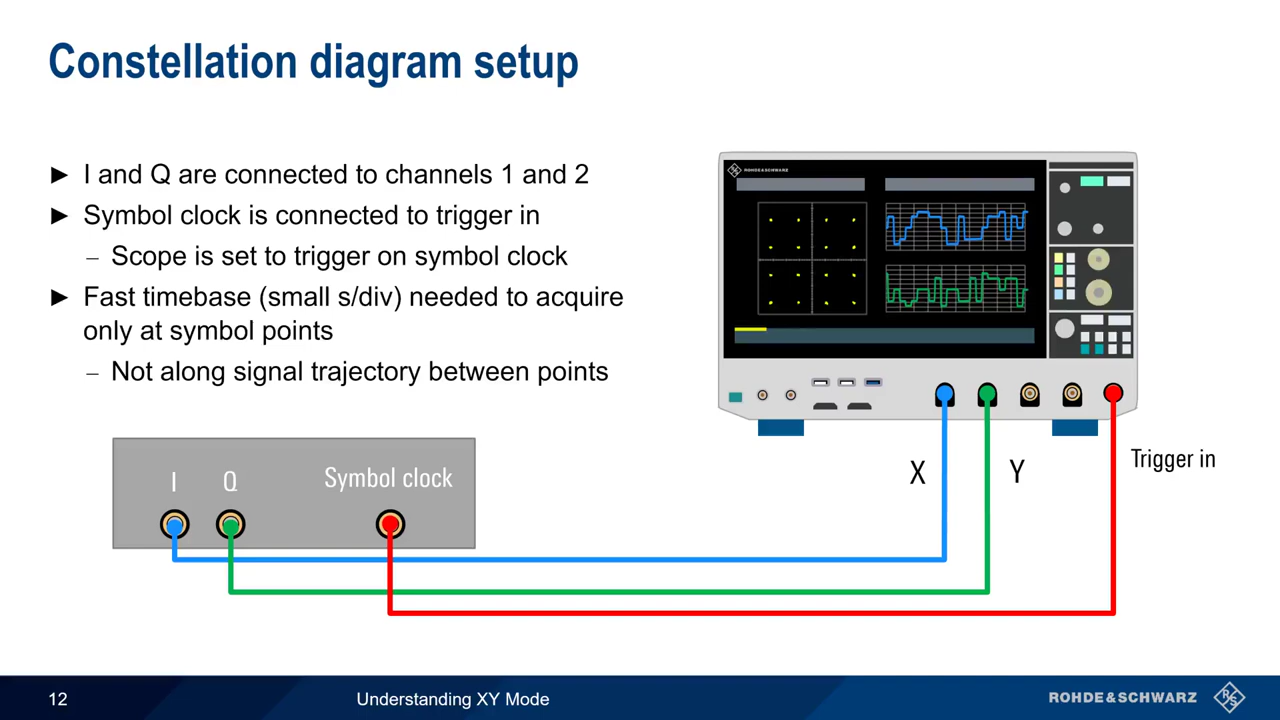 Constellation diagram setup
► I and Q are connected to channels 1 and 2
► Symbol clock is connected to trigger in
– Scope is set to trigger on symbol clock
► Fast timebase (small s/div) needed to acquire
only at symbol points
– Not along signal trajectory between points
ROHDE&SCHWARZ
I Q Symbol clock
X Y Trigger in
12 Understanding XY Mode ROHDE&SCHWARZ